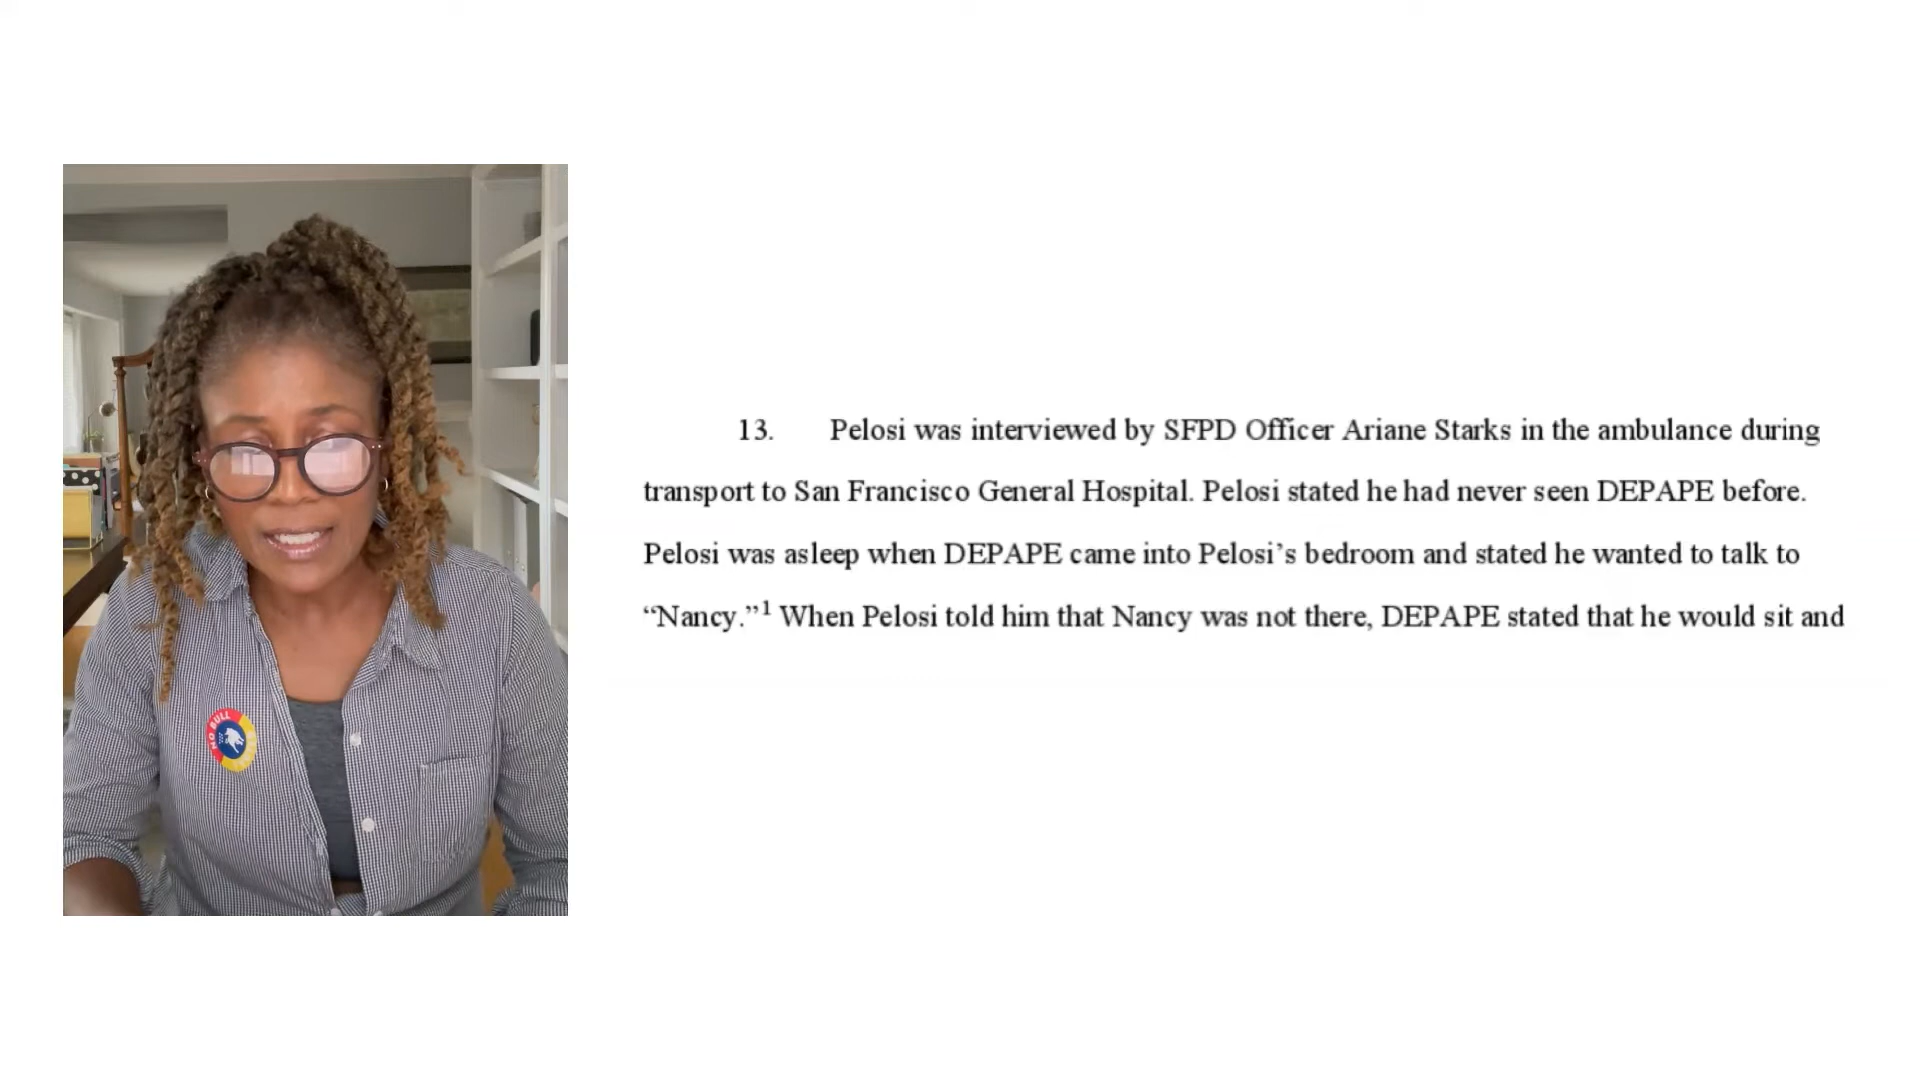 NO BULL
13. Pelosi was interviewed by SFPD Officer Ariane Starks in the ambulance during
transport to San Francisco General Hospital. Pelosi stated he had never seen DEPAPE before.
Pelosi was asleep when DEPAPE came into Pelosi’s bedroom and stated he wanted to talk to
“Nancy.”¹ When Pelosi told him that Nancy was not there, DEPAPE stated that he would sit and